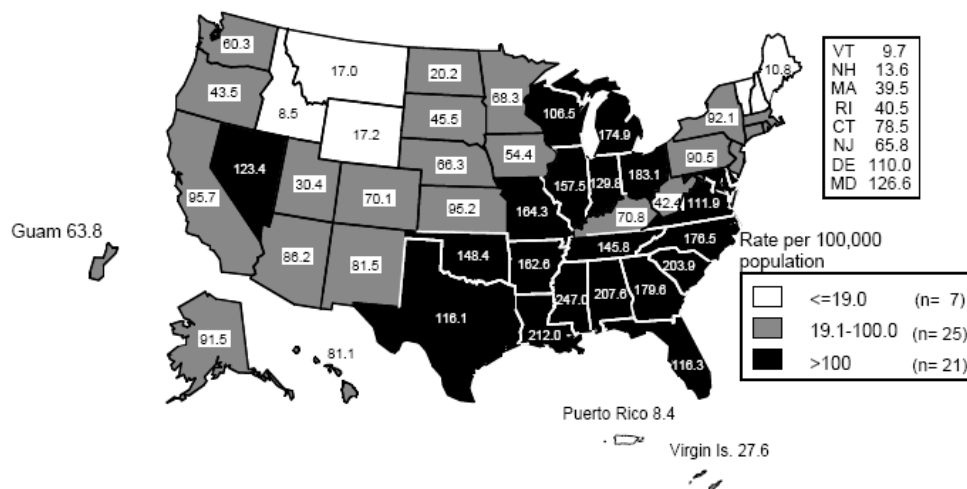 60.3
17.0
20.2
68.3
10.8
43.5
8.5
45.5
106.5
174.9
92.1
17.2
54.4
90.5
123.4
66.3
157.5
129.8
183.1
95.7
30.4
70.1
95.2
164.3
70.8
42.4
111.9
86.2
81.5
148.4
162.6
145.8
176.5
203.9
116.1
247.0
207.6
179.6
212.0
116.3
Guam 63.8
91.5
81.1
Puerto Rico 8.4
Virgin Is. 27.6
VT 9.7
NH 13.6
MA 39.5
RI 40.5
CT 78.5
NJ 65.8
DE 110.0
MD 126.6
Rate per 100,000
population
<=19.0 (n= 7)
19.1-100.0 (n= 25)
>100 (n= 21)